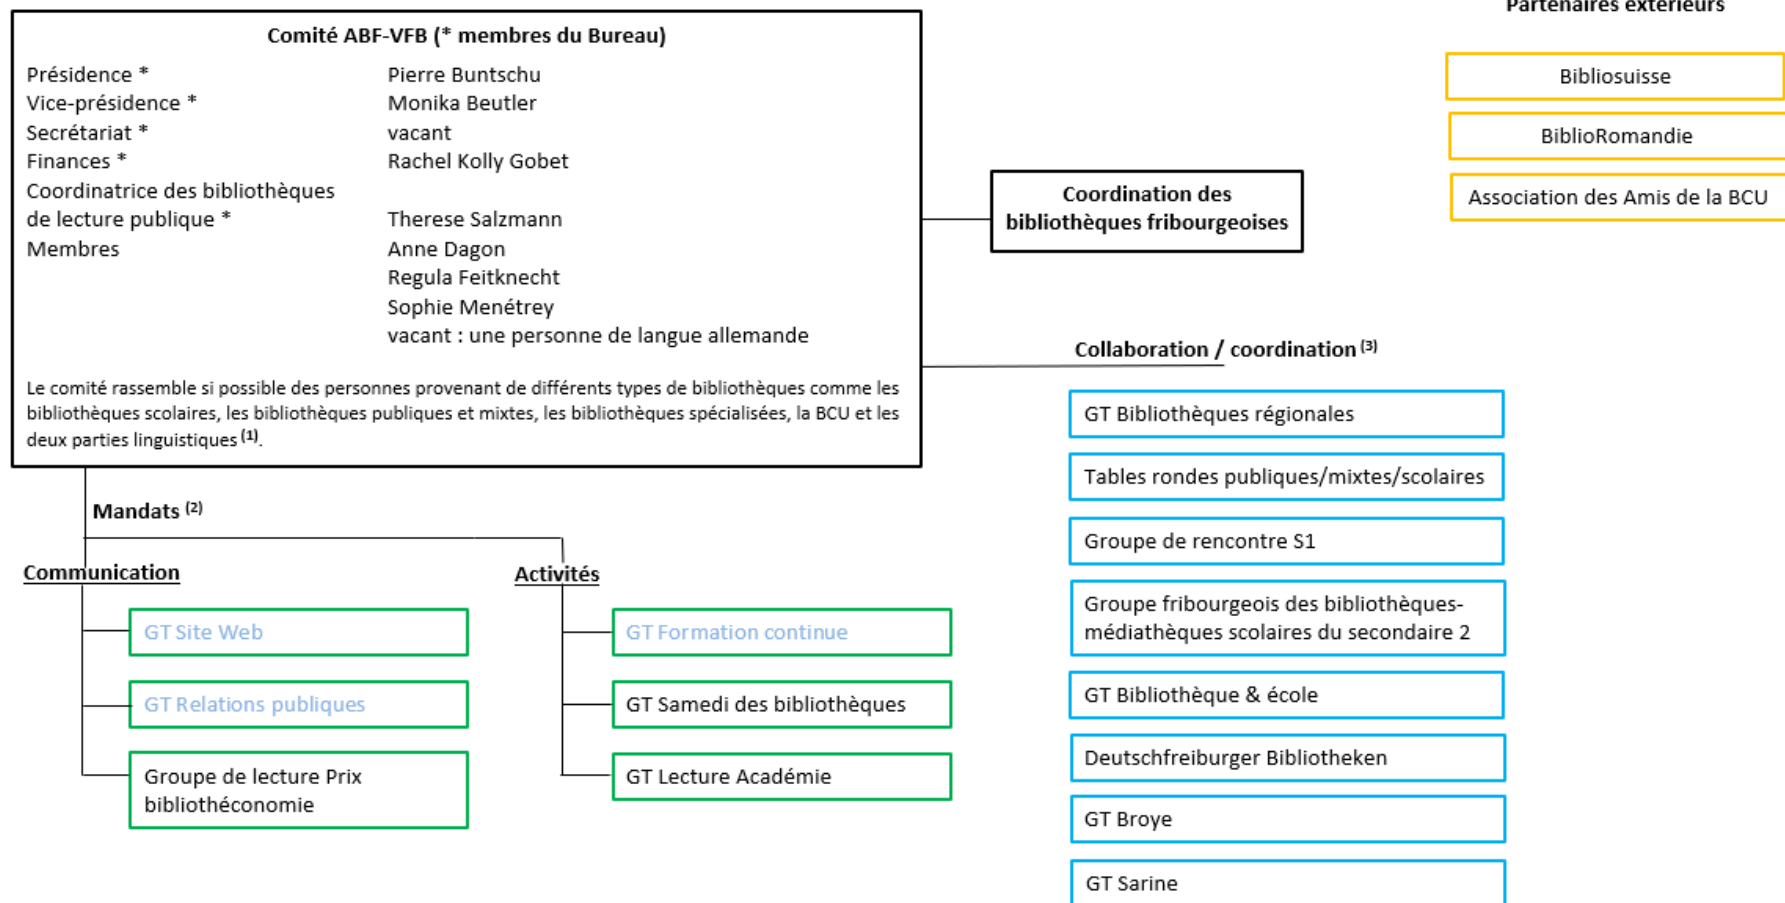 Partenaires extérieurs
Comité ABF-VFB (* membres du Bureau)
Présidence * Pierre Buntschu
Vice-présidence * Monika Beutler
Secrétariat * vacant
Finances * Rachel Kolly Gobet
Coordinatrice des bibliothèques
de lecture publique * Therese Salzmann
Membres Anne Dagon
Regula Feitknecht
Sophie Menétrey
vacant : une personne de langue allemande
Le comité rassemble si possible des personnes provenant de différents types de bibliothèques comme les
bibliothèques scolaires, les bibliothèques publiques et mixtes, les bibliothèques spécialisées, la BCU et les
deux parties linguistiques (1).
Coordination des
bibliothèques fribourgeoises
Bibliosuisse
BiblioRomandie
Association des Amis de la BCU
Mandats (2)
Communication
GT Site Web
GT Relations publiques
Groupe de lecture Prix
bibliothéconomie
Activités
GT Formation continue
GT Samedi des bibliothèques
GT Lecture Académie
Collaboration / coordination (3)
GT Bibliothèques régionales
Tables rondes publiques/mixtes/scolaires
Groupe de rencontre S1
Groupe fribourgeois des bibliothèques-
médiathèques scolaires du secondaire 2
GT Bibliothèque & école
Deutschfreiburger Bibliotheken
GT Broye
GT Sarine